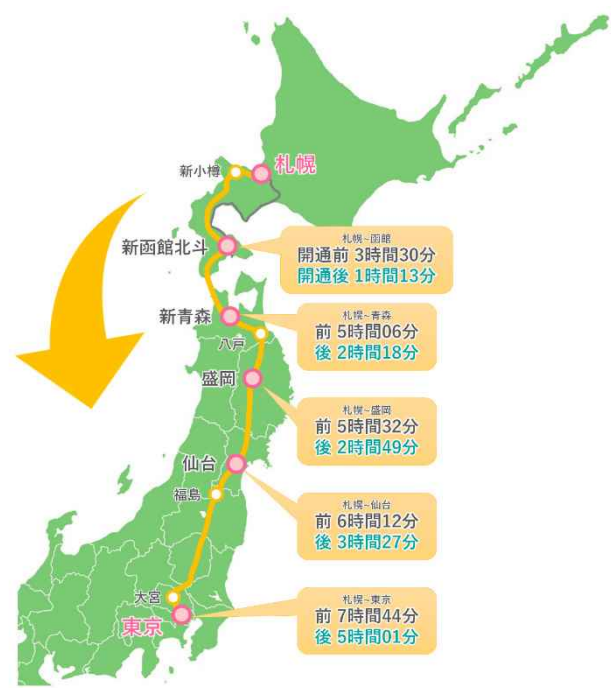 札幌
新小樽
新函館北斗
札幌~函館
開通前 3時間30分
開通後 1時間13分
新青森
札幌~青森
前 5時間06分
後 2時間18分
八戸
盛岡
札幌~盛岡
前 5時間32分
後 2時間49分
仙台
福島
札幌~仙台
前 6時間12分
後 3時間27分
大宮
東京
札幌~東京
前 7時間44分
後 5時間01分